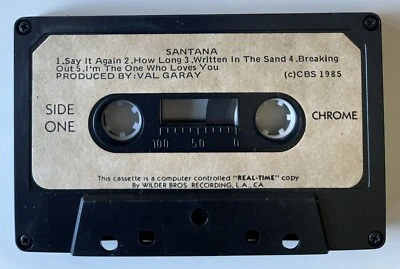 SANTANA
1.Say It Again 2.How Long 3.Written In The Sand 4.Breaking
Out 5.I'm The One Who Loves You
PRODUCED BY:VAL GARAY (c)CBS 1985
SIDE
ONE
CHROME
100 50 0
This cassette is a computer controlled "REAL-TIME" copy
By WILDER BROS. RECORDING, L.A., CA.